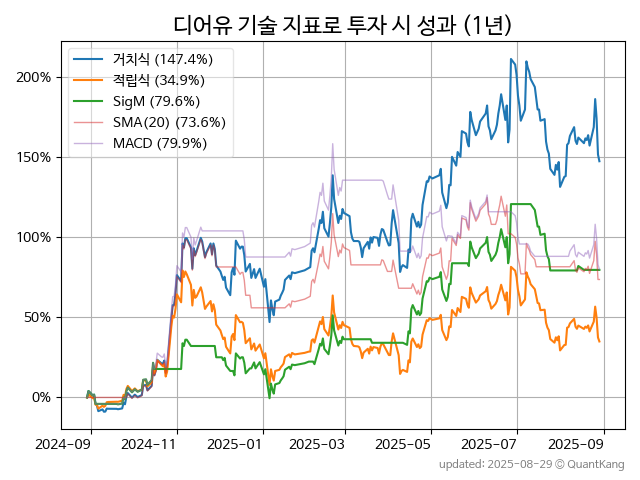 디어유 기술 지표로 투자 시 성과 (1년)
거치식 (147.4%)
적립식 (34.9%)
SigM (79.6%)
SMA(20) (73.6%)
MACD (79.9%)
200%
150%
100%
50%
0%
2024-09 2024-11 2025-01 2025-03 2025-05 2025-07 2025-09
updated: 2025-08-29 © QuantKang